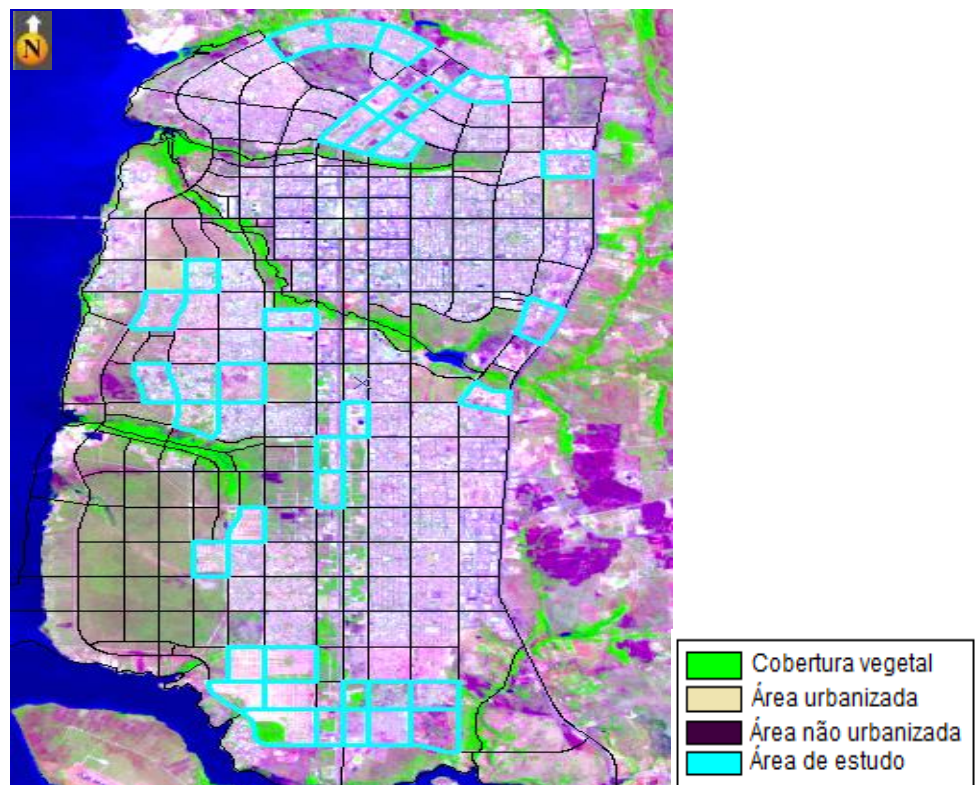 N
Cobertura vegetal
Área urbanizada
Área não urbanizada
Área de estudo